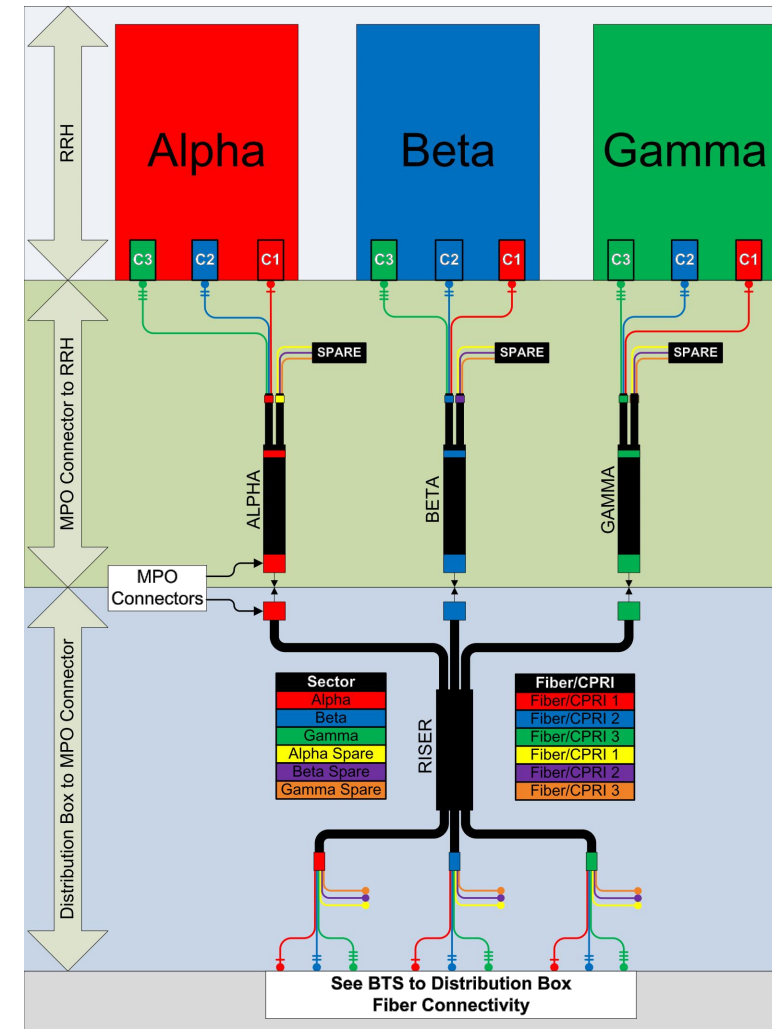 RRH
Alpha
Beta
Gamma
C3
C2
C1
C3
C2
C1
C3
C2
C1
MPO Connector to RRH
SPARE
SPARE
SPARE
ALPHA
BETA
GAMMA
MPO
Connectors
Distribution Box to MPO Connector
Sector
Alpha
Beta
Gamma
Alpha Spare
Beta Spare
Gamma Spare
RISER
Fiber/CPRI
Fiber/CPRI 1
Fiber/CPRI 2
Fiber/CPRI 3
Fiber/CPRI 1
Fiber/CPRI 2
Fiber/CPRI 3
See BTS to Distribution Box
Fiber Connectivity